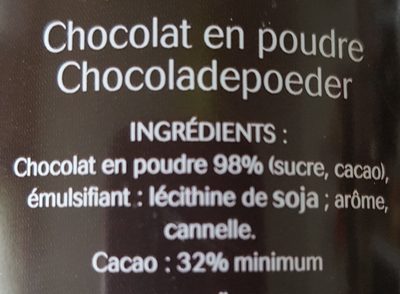 Chocolat en poudre
Chocoladepoeder
INGRÉDIENTS :
Chocolat en poudre 98% (sucre, cacao),
émulsifiant : lécithine de soja ; arôme,
cannelle.
Cacao : 32% minimum